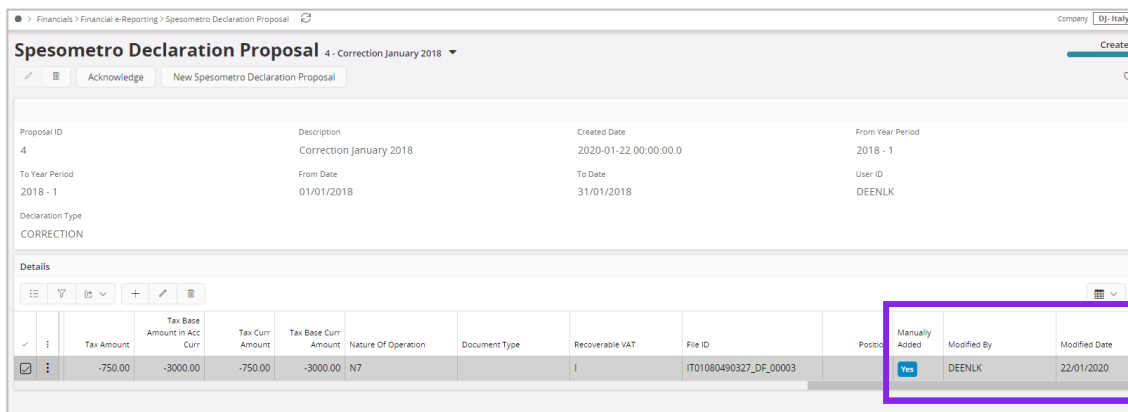 > Financials > Financial e-Reporting > Spesometro Declaration Proposal
Company DJ- Italy
Spesometro Declaration Proposal 4 - Correction January 2018
Create
Acknowledge New Spesometro Declaration Proposal
Proposal ID Description Created Date From Year Period
4 Correction January 2018 2020-01-22 00:00:00.0 2018 - 1
To Year Period From Date To Date User ID
2018 - 1 01/01/2018 31/01/2018 DEENLK
Declaration Type
CORRECTION
Details
Tax Amount Tax Base Amount in Acc Curr Tax Curr Amount Tax Base Curr Amount Nature Of Operation Document Type Recoverable VAT File ID Position Manually Added Modified By Modified Date
-750.00 -3000.00 -750.00 -3000.00 N7 I IT01080490327_DF_00003 Yes DEENLK 22/01/2020